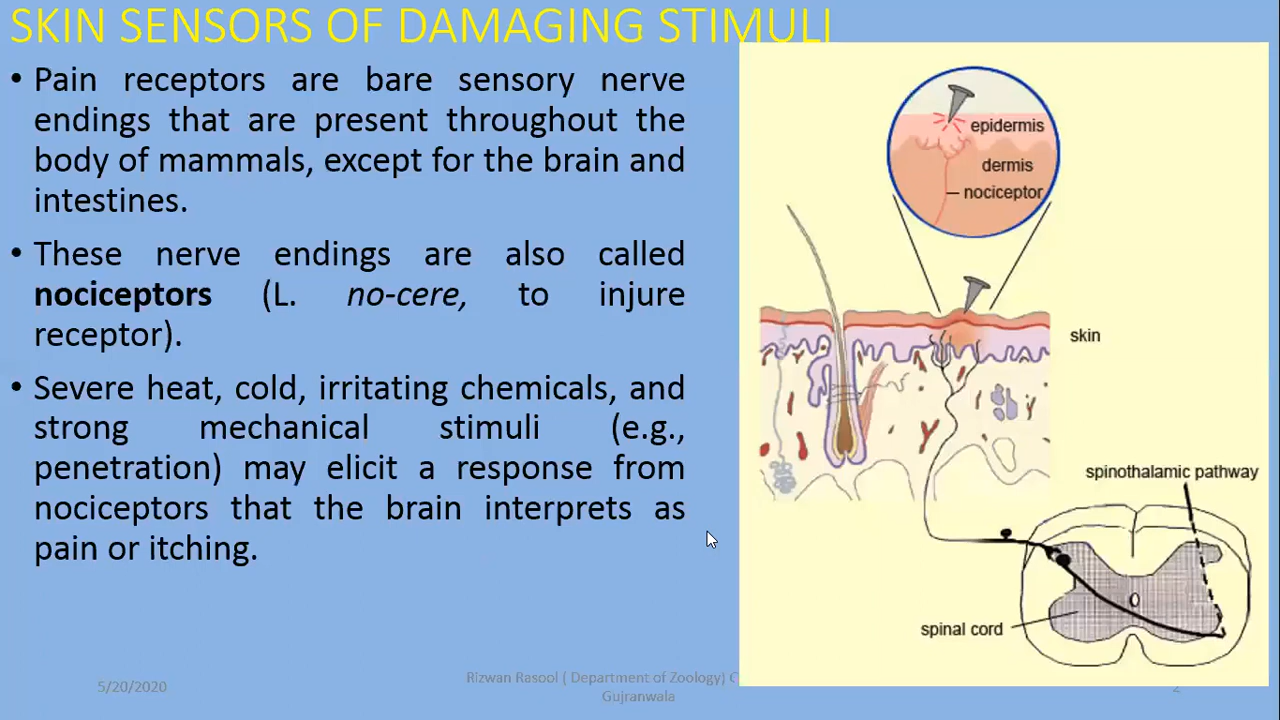 SKIN SENSORS OF DAMAGING STIMULI
• Pain receptors are bare sensory nerve
endings that are present throughout the
body of mammals, except for the brain and
intestines.
• These nerve endings are also called
nociceptors (L. no-cere, to injure
receptor).
• Severe heat, cold, irritating chemicals, and
strong mechanical stimuli (e.g.,
penetration) may elicit a response from
nociceptors that the brain interprets as
pain or itching.
epidermis
dermis
nociceptor
skin
spinothalamic pathway
spinal cord
5/20/2020
Rizwan Rasool ( Department of Zoology)
Gujranwala
2